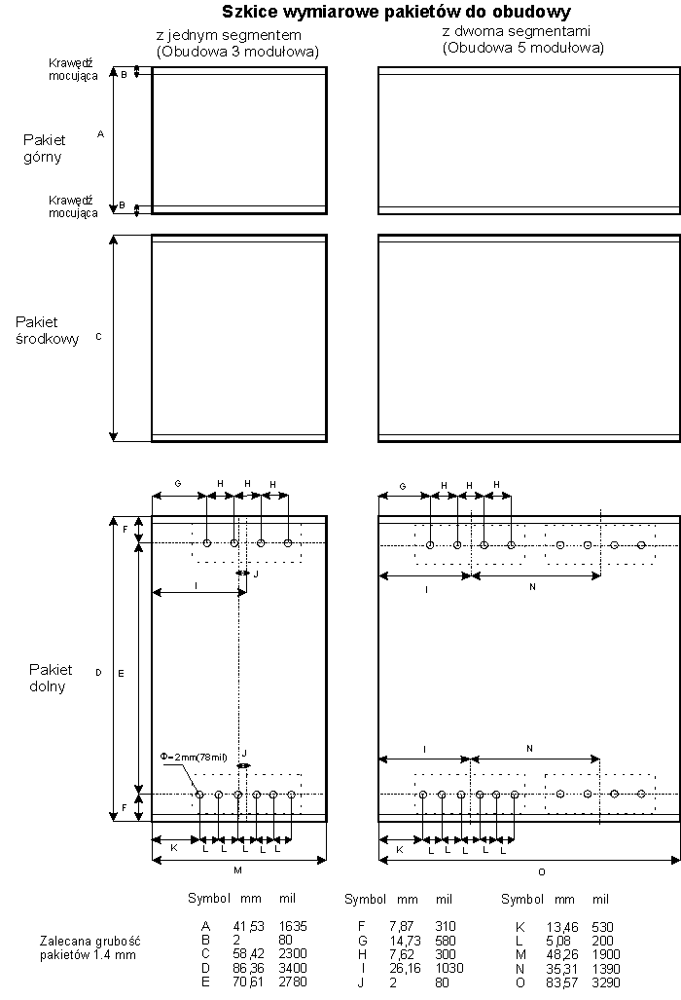 Szkice wymiarowe pakietów do obudowy
z jednym segmentem
(Obudowa 3 modułowa)
z dwoma segmentami
(Obudowa 5 modułowa)
Krawędź
mocująca
B
A
Pakiet
górny
Krawędź
mocująca
B
Pakiet
środkowy
C
G H H H
G H H H
F
J
I
I N
Pakiet
dolny
D E
I N
J
Φ=2mm(78mil)
F
K L L L L L
K L L L L L
M
O
Symbol mm mil
Symbol mm mil
Symbol mm mil
A 41,53 1635 F 7,87 310 K 13,46 530
B 2 80 G 14,73 580 L 5,08 200
C 58,42 2300 H 7,62 300 M 48,26 1900
D 86,36 3400 I 26,16 1030 N 35,31 1390
E 70,61 2780 J 2 80 O 83,57 3290
Zalecana grubość
pakietów 1.4 mm